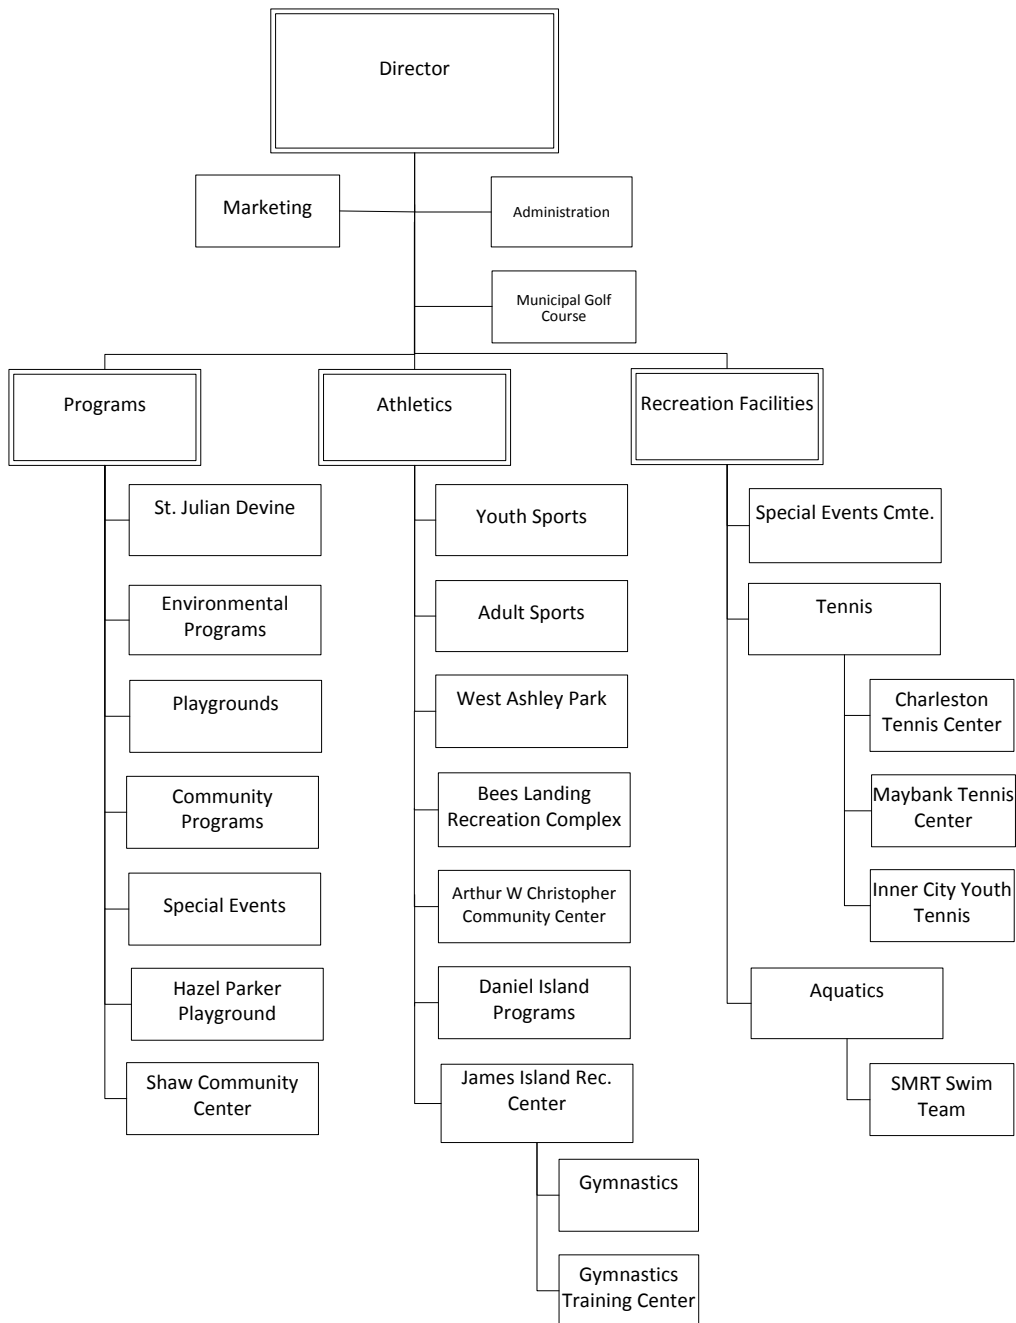 Director
Marketing
Administration
Municipal Golf
Course
Programs
Athletics
Recreation Facilities
St. Julian Devine
Environmental
Programs
Playgrounds
Community
Programs
Special Events
Hazel Parker
Playground
Shaw Community
Center
Youth Sports
Adult Sports
West Ashley Park
Bees Landing
Recreation Complex
Arthur W Christopher
Community Center
Daniel Island
Programs
James Island Rec.
Center
Gymnastics
Gymnastics
Training Center
Special Events Cmte.
Tennis
Charleston
Tennis Center
Maybank Tennis
Center
Inner City Youth
Tennis
Aquatics
SMRT Swim
Team